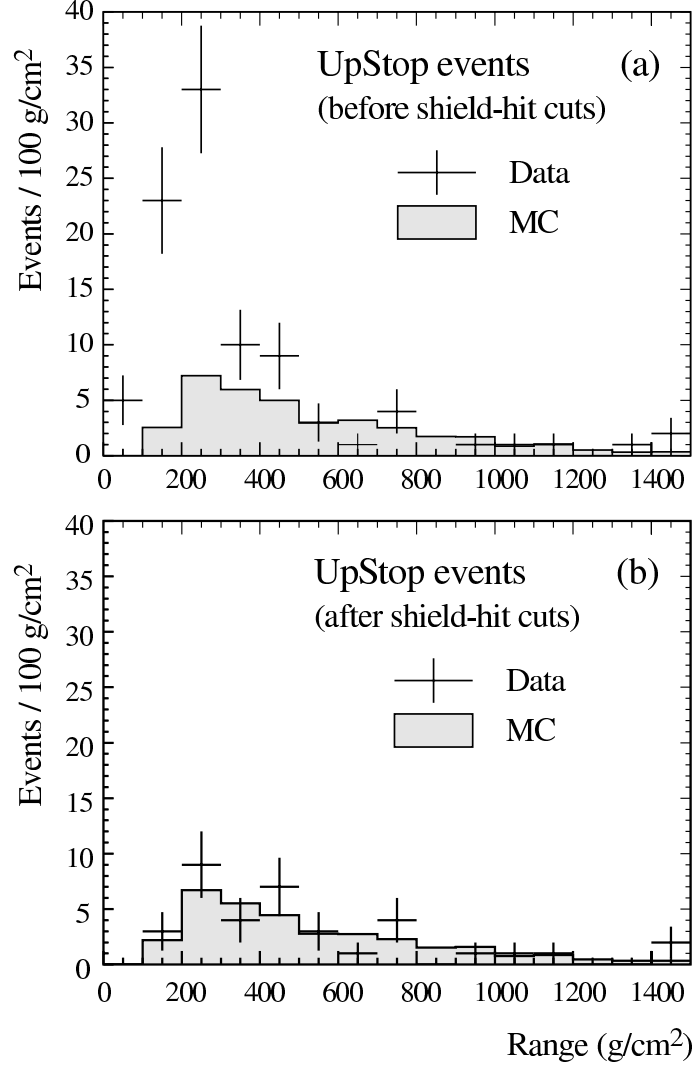 40
35
30
25
20
15
10
5
0
Events / 100 g/cm²
UpStop events (a)
(before shield-hit cuts)
Data
MC
200 400 600 800 1000 1200 1400
40
35
30
25
20
15
10
5
0
Events / 100 g/cm²
UpStop events (b)
(after shield-hit cuts)
Data
MC
0 200 400 600 800 1000 1200 1400
Range (g/cm²)